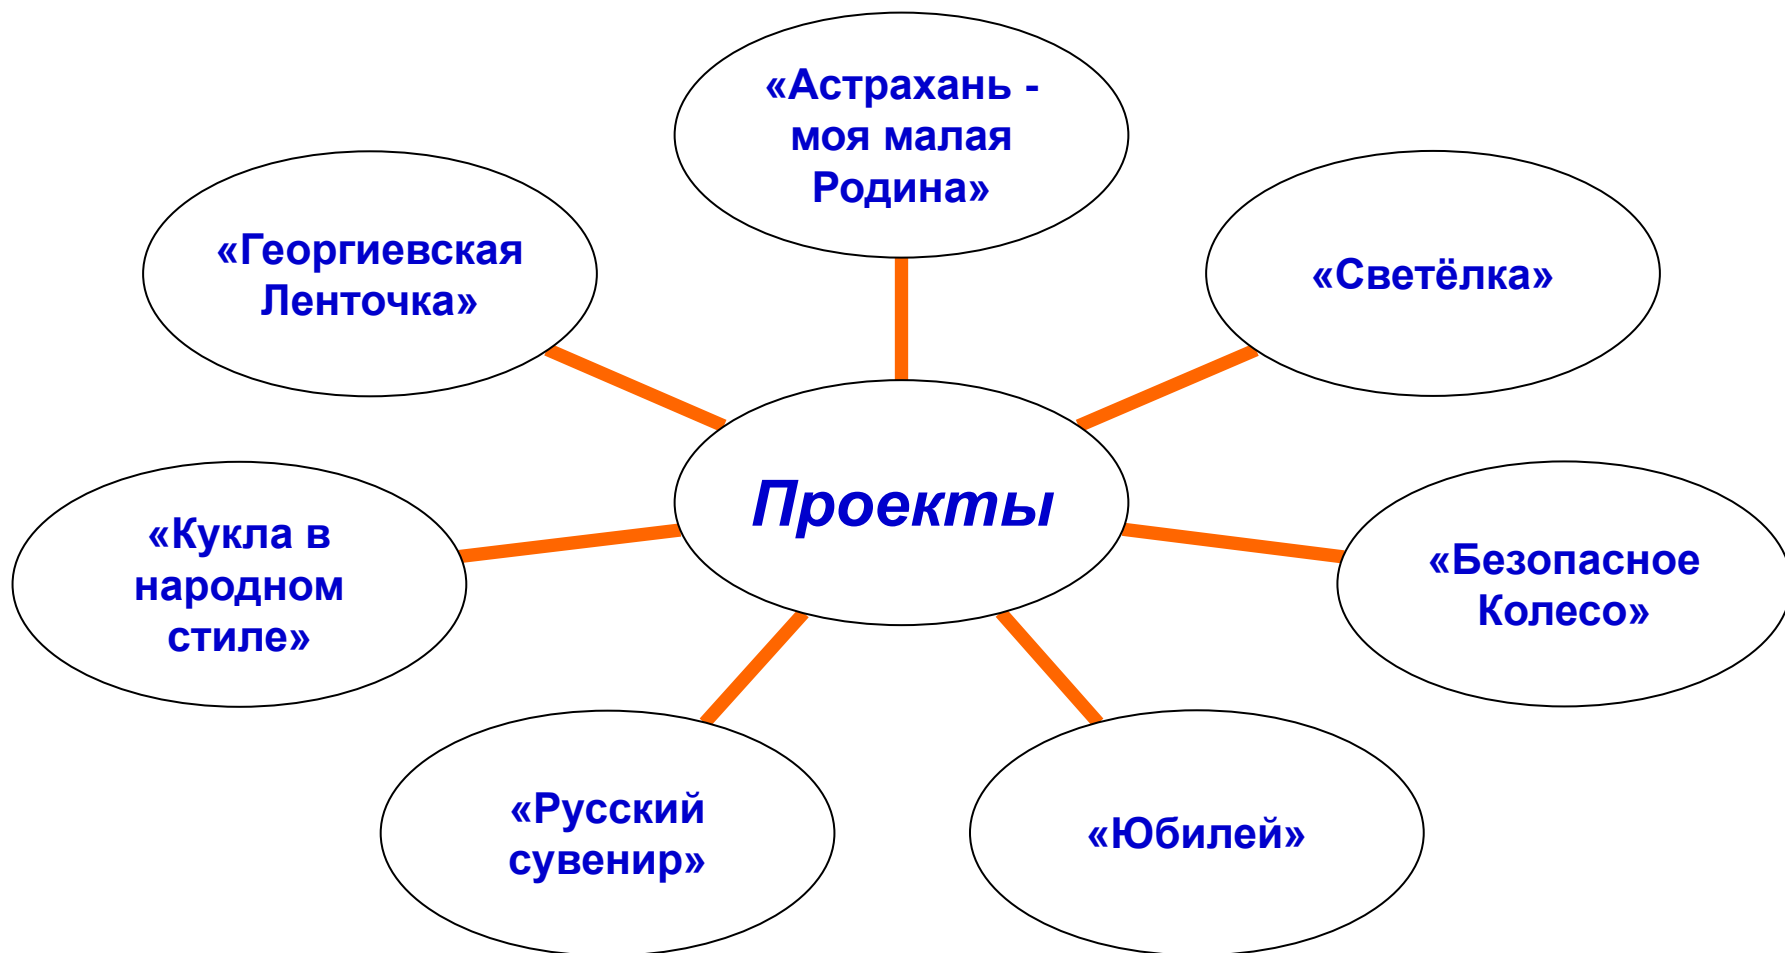 «Астрахань -
моя малая
Родина»
«Георгиевская
Ленточка»
«Светёлка»
Проекты
«Кукла в
народном
стиле»
«Безопасное
Колесо»
«Русский
сувенир»
«Юбилей»